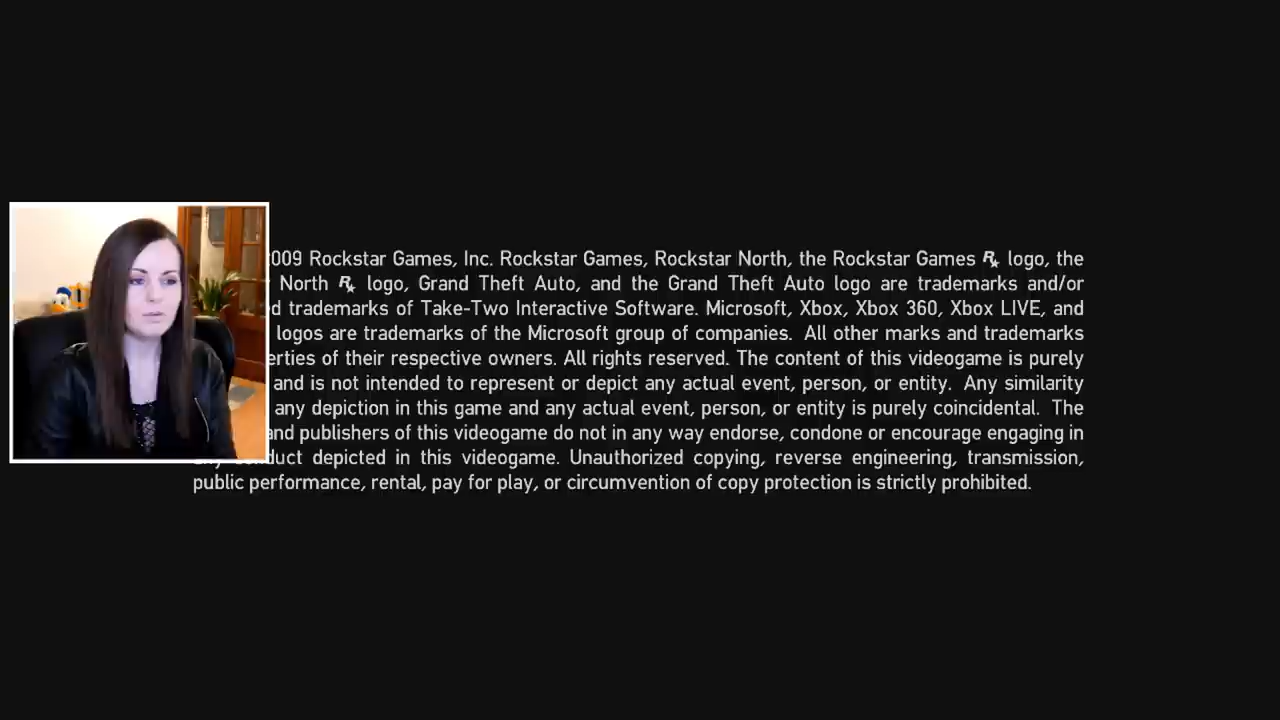 2009 Rockstar Games, Inc. Rockstar Games, Rockstar North, the Rockstar Games R★ logo, the
North R★ logo, Grand Theft Auto, and the Grand Theft Auto logo are trademarks and/or
trademarks of Take-Two Interactive Software. Microsoft, Xbox, Xbox 360, Xbox LIVE, and
logos are trademarks of the Microsoft group of companies. All other marks and trademarks
of their respective owners. All rights reserved. The content of this videogame is purely
and is not intended to represent or depict any actual event, person, or entity. Any similarity
any depiction in this game and any actual event, person, or entity is purely coincidental. The
and publishers of this videogame do not in any way endorse, condone or encourage engaging in
any conduct depicted in this videogame. Unauthorized copying, reverse engineering, transmission,
public performance, rental, pay for play, or circumvention of copy protection is strictly prohibited.